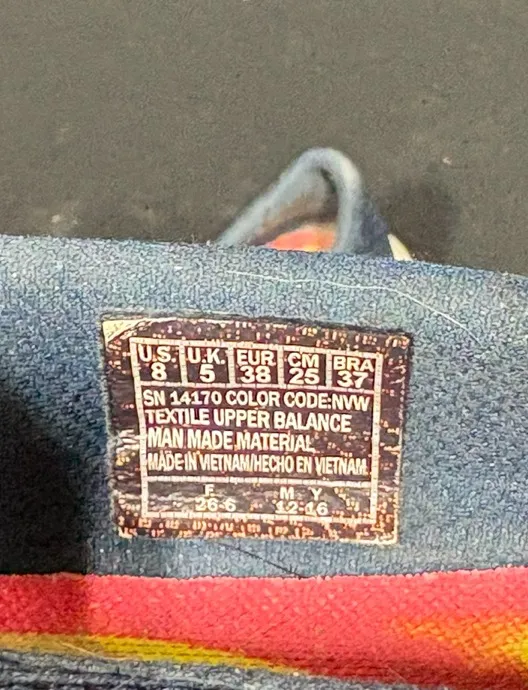 U.S. U.K. EUR CM BRA
8 5 38 25 37
SN 14170 COLOR CODE:NVW
TEXTILE UPPER BALANCE
MAN MADE MATERIAL
MADE IN VIETNAM/HECHO EN VIETNAM
F M Y
26-6 12-16